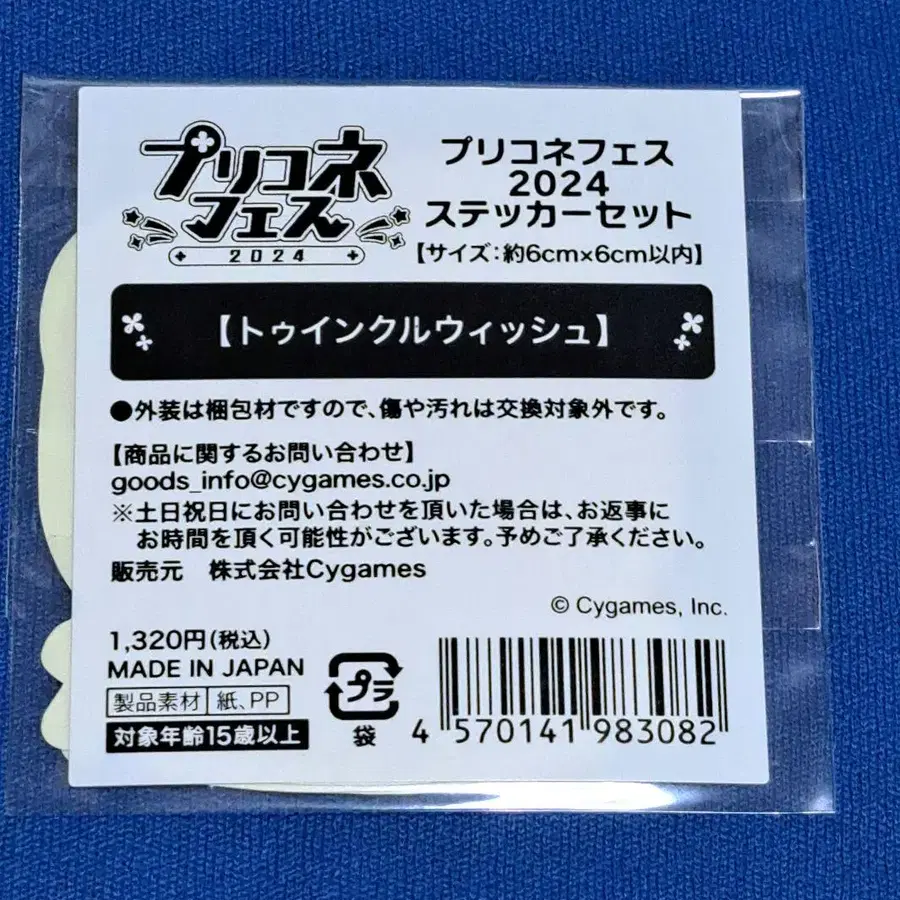 プリコネ
フェス
2024
プリコネフェス
2024
ステッカーセット
【サイズ:約6cm×6cm以内】
【トゥインクルウィッシュ】
●外装は梱包材ですので、傷や汚れは交換対象外です。
【商品に関するお問い合わせ】
goods_info@cygames.co.jp
※土日祝日にお問い合わせを頂いた場合は、お返事に
お時間を頂く可能性がございます。予めご了承ください。
販売元 株式会社Cygames
© Cygames, Inc.
1,320円(税込)
MADE IN JAPAN
製品素材 紙、PP
対象年齢15歳以上
プラ
袋
4 570141 983082